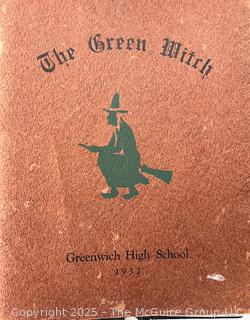 The Green Witch
Greenwich High School
1932
Copyright 2025 - The McGuire Group LLC